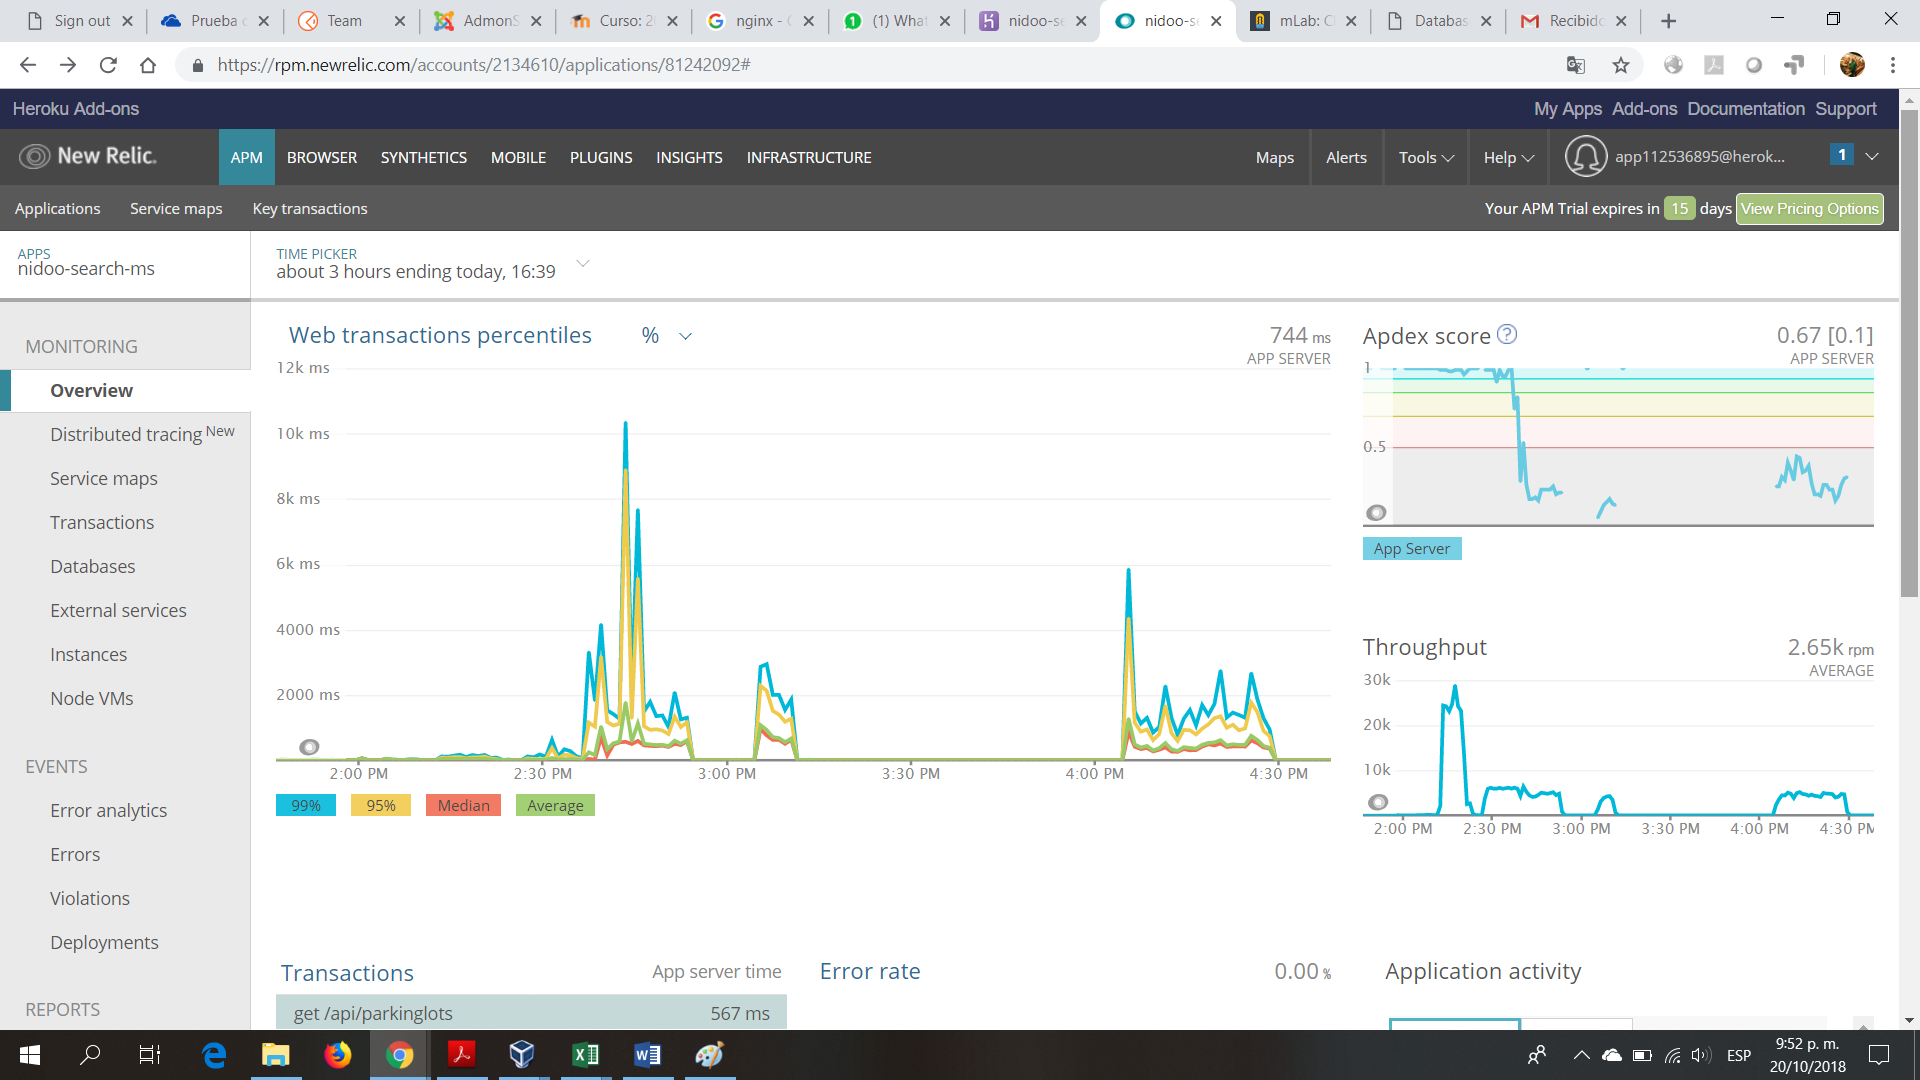 Sign out
Prueba
Team
AdmonS
Curso: 2
nginx -
(1) What
nidoo-se
nidoo-se
mLab: C
Databas
Recibido
https://rpm.newrelic.com/accounts/2134610/applications/81242092#
Heroku Add-ons
My Apps Add-ons Documentation Support
New Relic.
APM BROWSER SYNTHETICS MOBILE PLUGINS INSIGHTS INFRASTRUCTURE
Maps Alerts Tools Help app112536895@herok... 1
Applications Service maps Key transactions
Your APM Trial expires in 15 days View Pricing Options
APPS
nidoo-search-ms
TIME PICKER
about 3 hours ending today, 16:39
MONITORING
Overview
Distributed tracing New
Service maps
Transactions
Databases
External services
Instances
Node VMs
EVENTS
Error analytics
Errors
Violations
Deployments
REPORTS
Web transactions percentiles %
744 ms
APP SERVER
12k ms
10k ms
8k ms
6k ms
4000 ms
2000 ms
2:00 PM 2:30 PM 3:00 PM 3:30 PM 4:00 PM 4:30 PM
99% 95% Median Average
Apdex score ?
0.67 [0.1]
APP SERVER
1
0.5
App Server
Throughput
2.65k rpm
AVERAGE
30k
20k
10k
2:00 PM 2:30 PM 3:00 PM 3:30 PM 4:00 PM 4:30 PM
Transactions App server time
get /api/parkinglots 567 ms
Error rate 0.00 %
Application activity
ESP
9:52 p. m.
20/10/2018